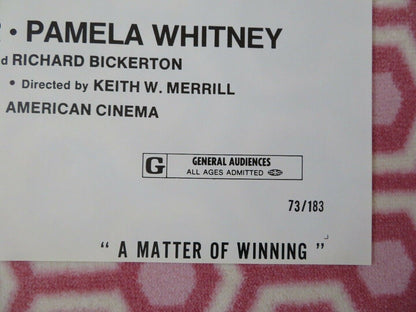 · PAMELA WHITNEY
RICHARD BICKERTON
· Directed by KEITH W. MERRILL
AMERICAN CINEMA
G GENERAL AUDIENCES
ALL AGES ADMITTED
73/183
" A MATTER OF WINNING "